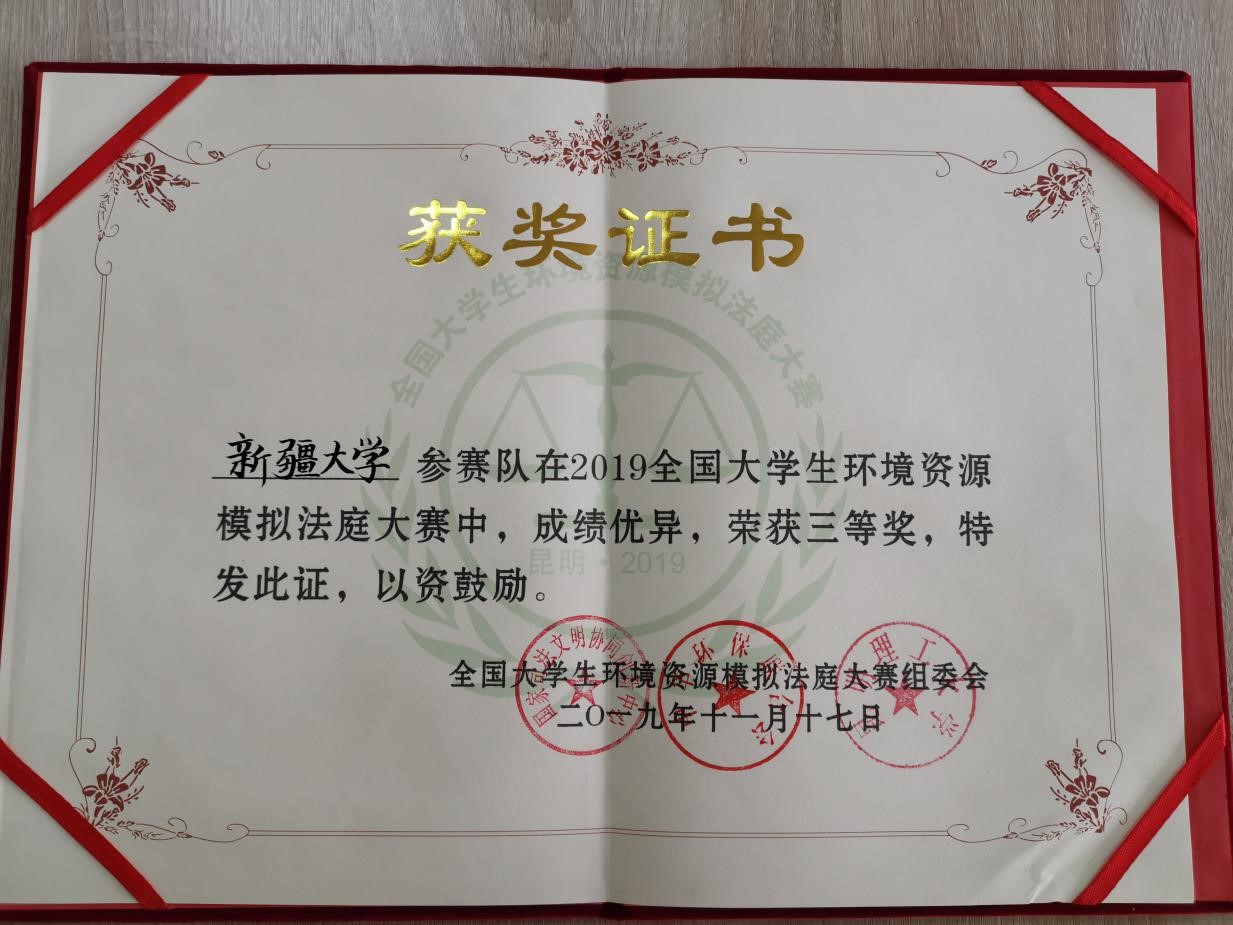 获奖证书
全国大学生环境资源模拟法庭大赛
新疆大学 参赛队在2019全国大学生环境资源
模拟法庭大赛中，成绩优异，荣获三等奖，特
发此证，以资鼓励。
昆明·2019
全国大学生环境资源模拟法庭大赛组委会
二〇一九年十一月十七日